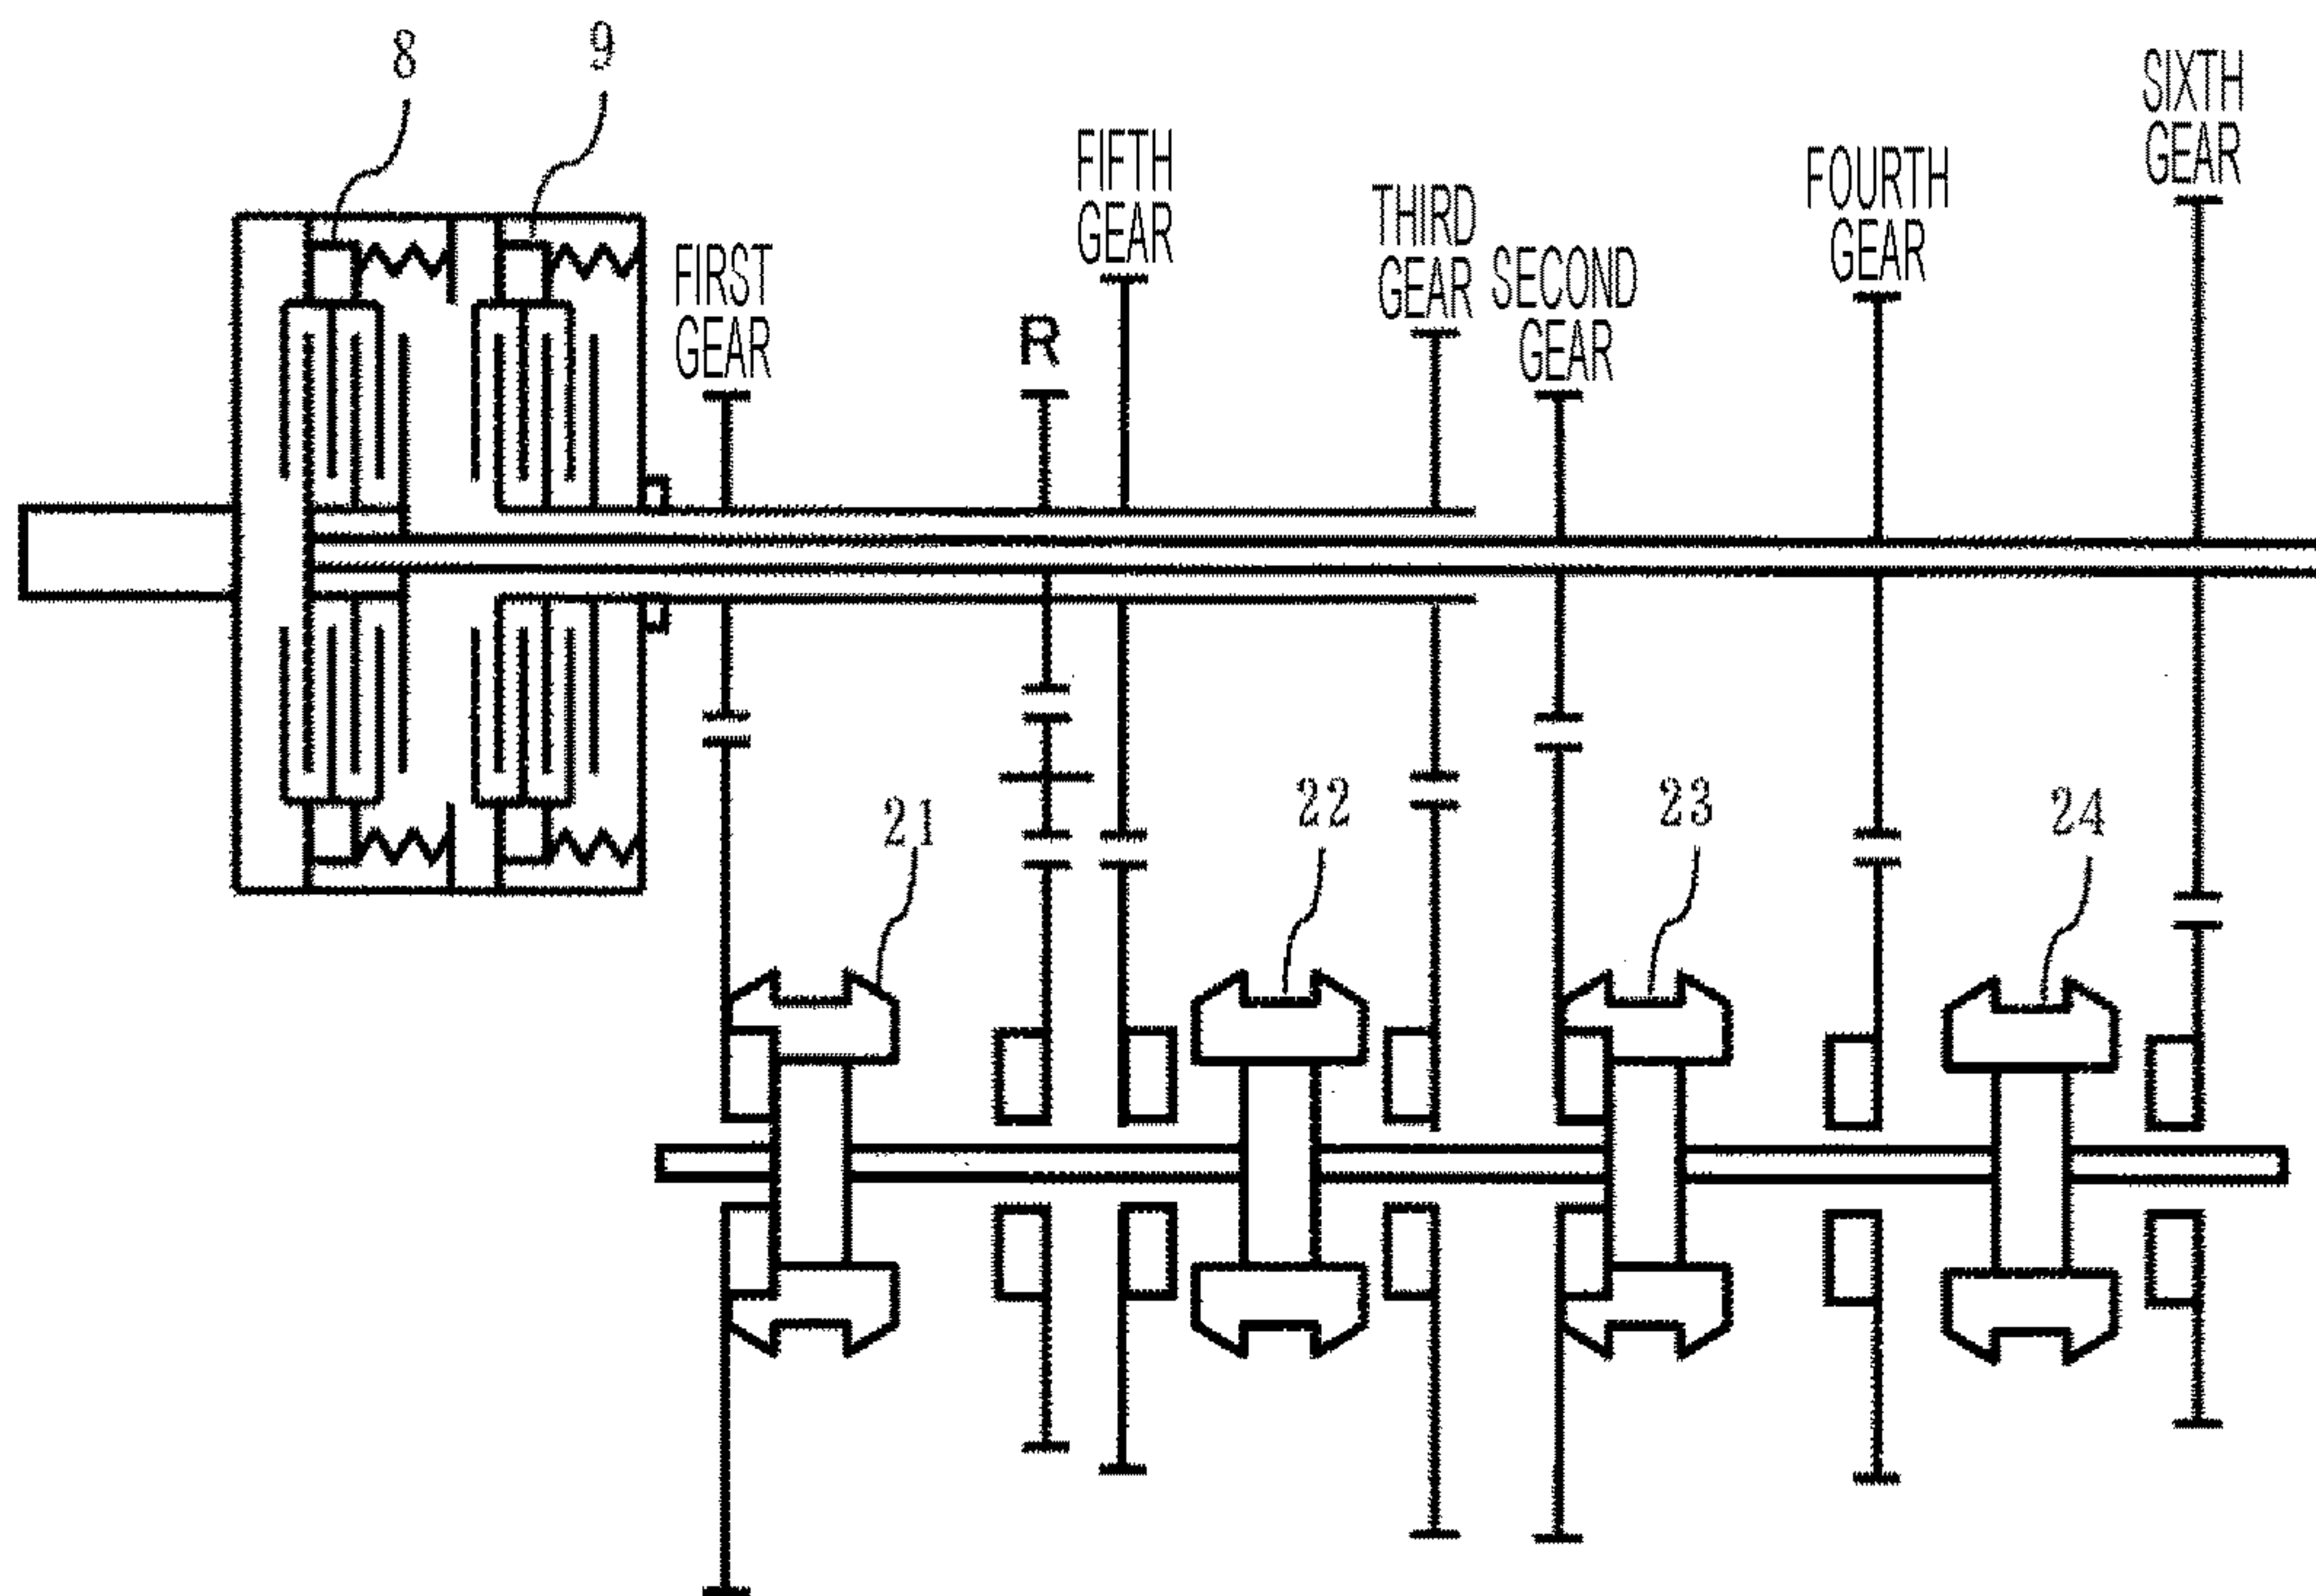 8
9
SIXTH
GEAR
FIFTH
GEAR
FOURTH
GEAR
THIRD
GEAR
FIRST
GEAR
SECOND
GEAR
R
21
22
23
24